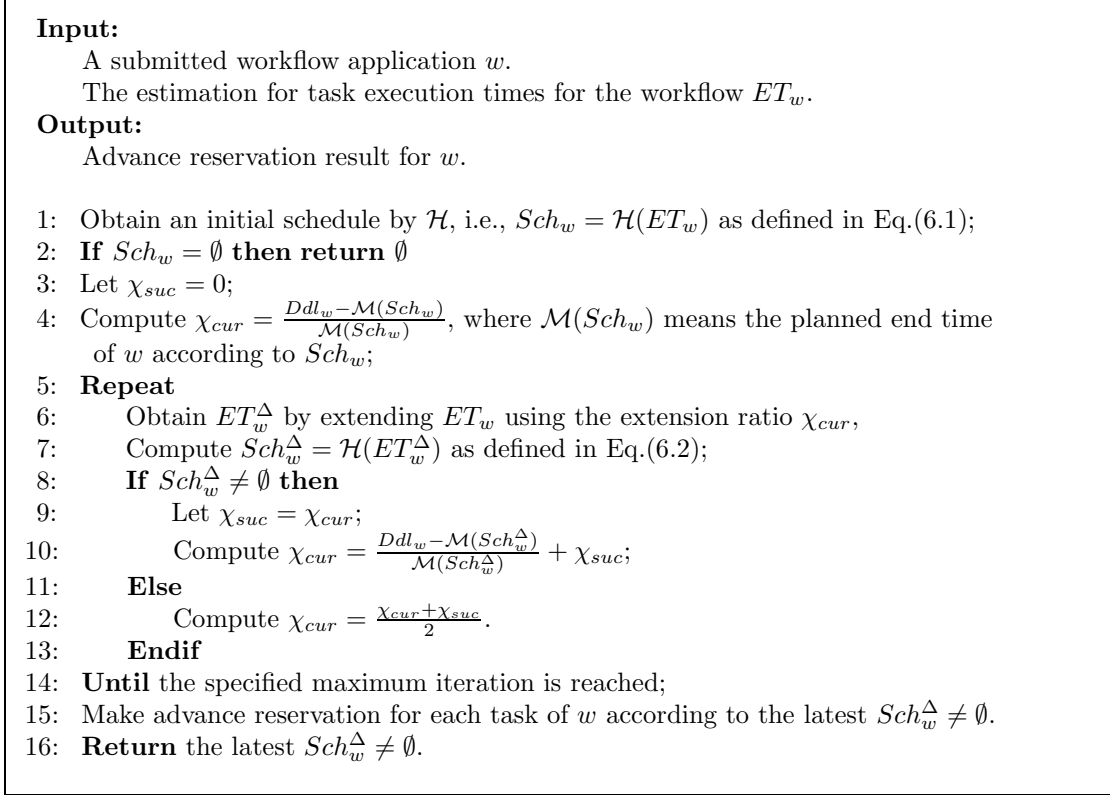 Input:
A submitted workflow application w.
The estimation for task execution times for the workflow ET_w.
Output:
Advance reservation result for w.
1: Obtain an initial schedule by ℋ, i.e., Sch_w = ℋ(ET_w) as defined in Eq.(6.1);
2: If Sch_w = ∅ then return ∅
3: Let χ_suc = 0;
4: Compute χ_cur = \frac{Ddl_w−ℳ(Sch_w)}{ℳ(Sch_w)}, where ℳ(Sch_w) means the planned end time
of w according to Sch_w;
5: Repeat
6: Obtain ET_w^Δ by extending ET_w using the extension ratio χ_cur,
7: Compute Sch_w^Δ = ℋ(ET_w^Δ) as defined in Eq.(6.2);
8: If Sch_w^Δ ≠ ∅ then
9: Let χ_suc = χ_cur;
10: Compute χ_cur = \frac{Ddl_w−ℳ(Sch_w^Δ)}{ℳ(Sch_w^Δ)} + χ_suc;
11: Else
12: Compute χ_cur = \frac{χ_cur+χ_suc}{2}.
13: Endif
14: Until the specified maximum iteration is reached;
15: Make advance reservation for each task of w according to the latest Sch_w^Δ ≠ ∅.
16: Return the latest Sch_w^Δ ≠ ∅.